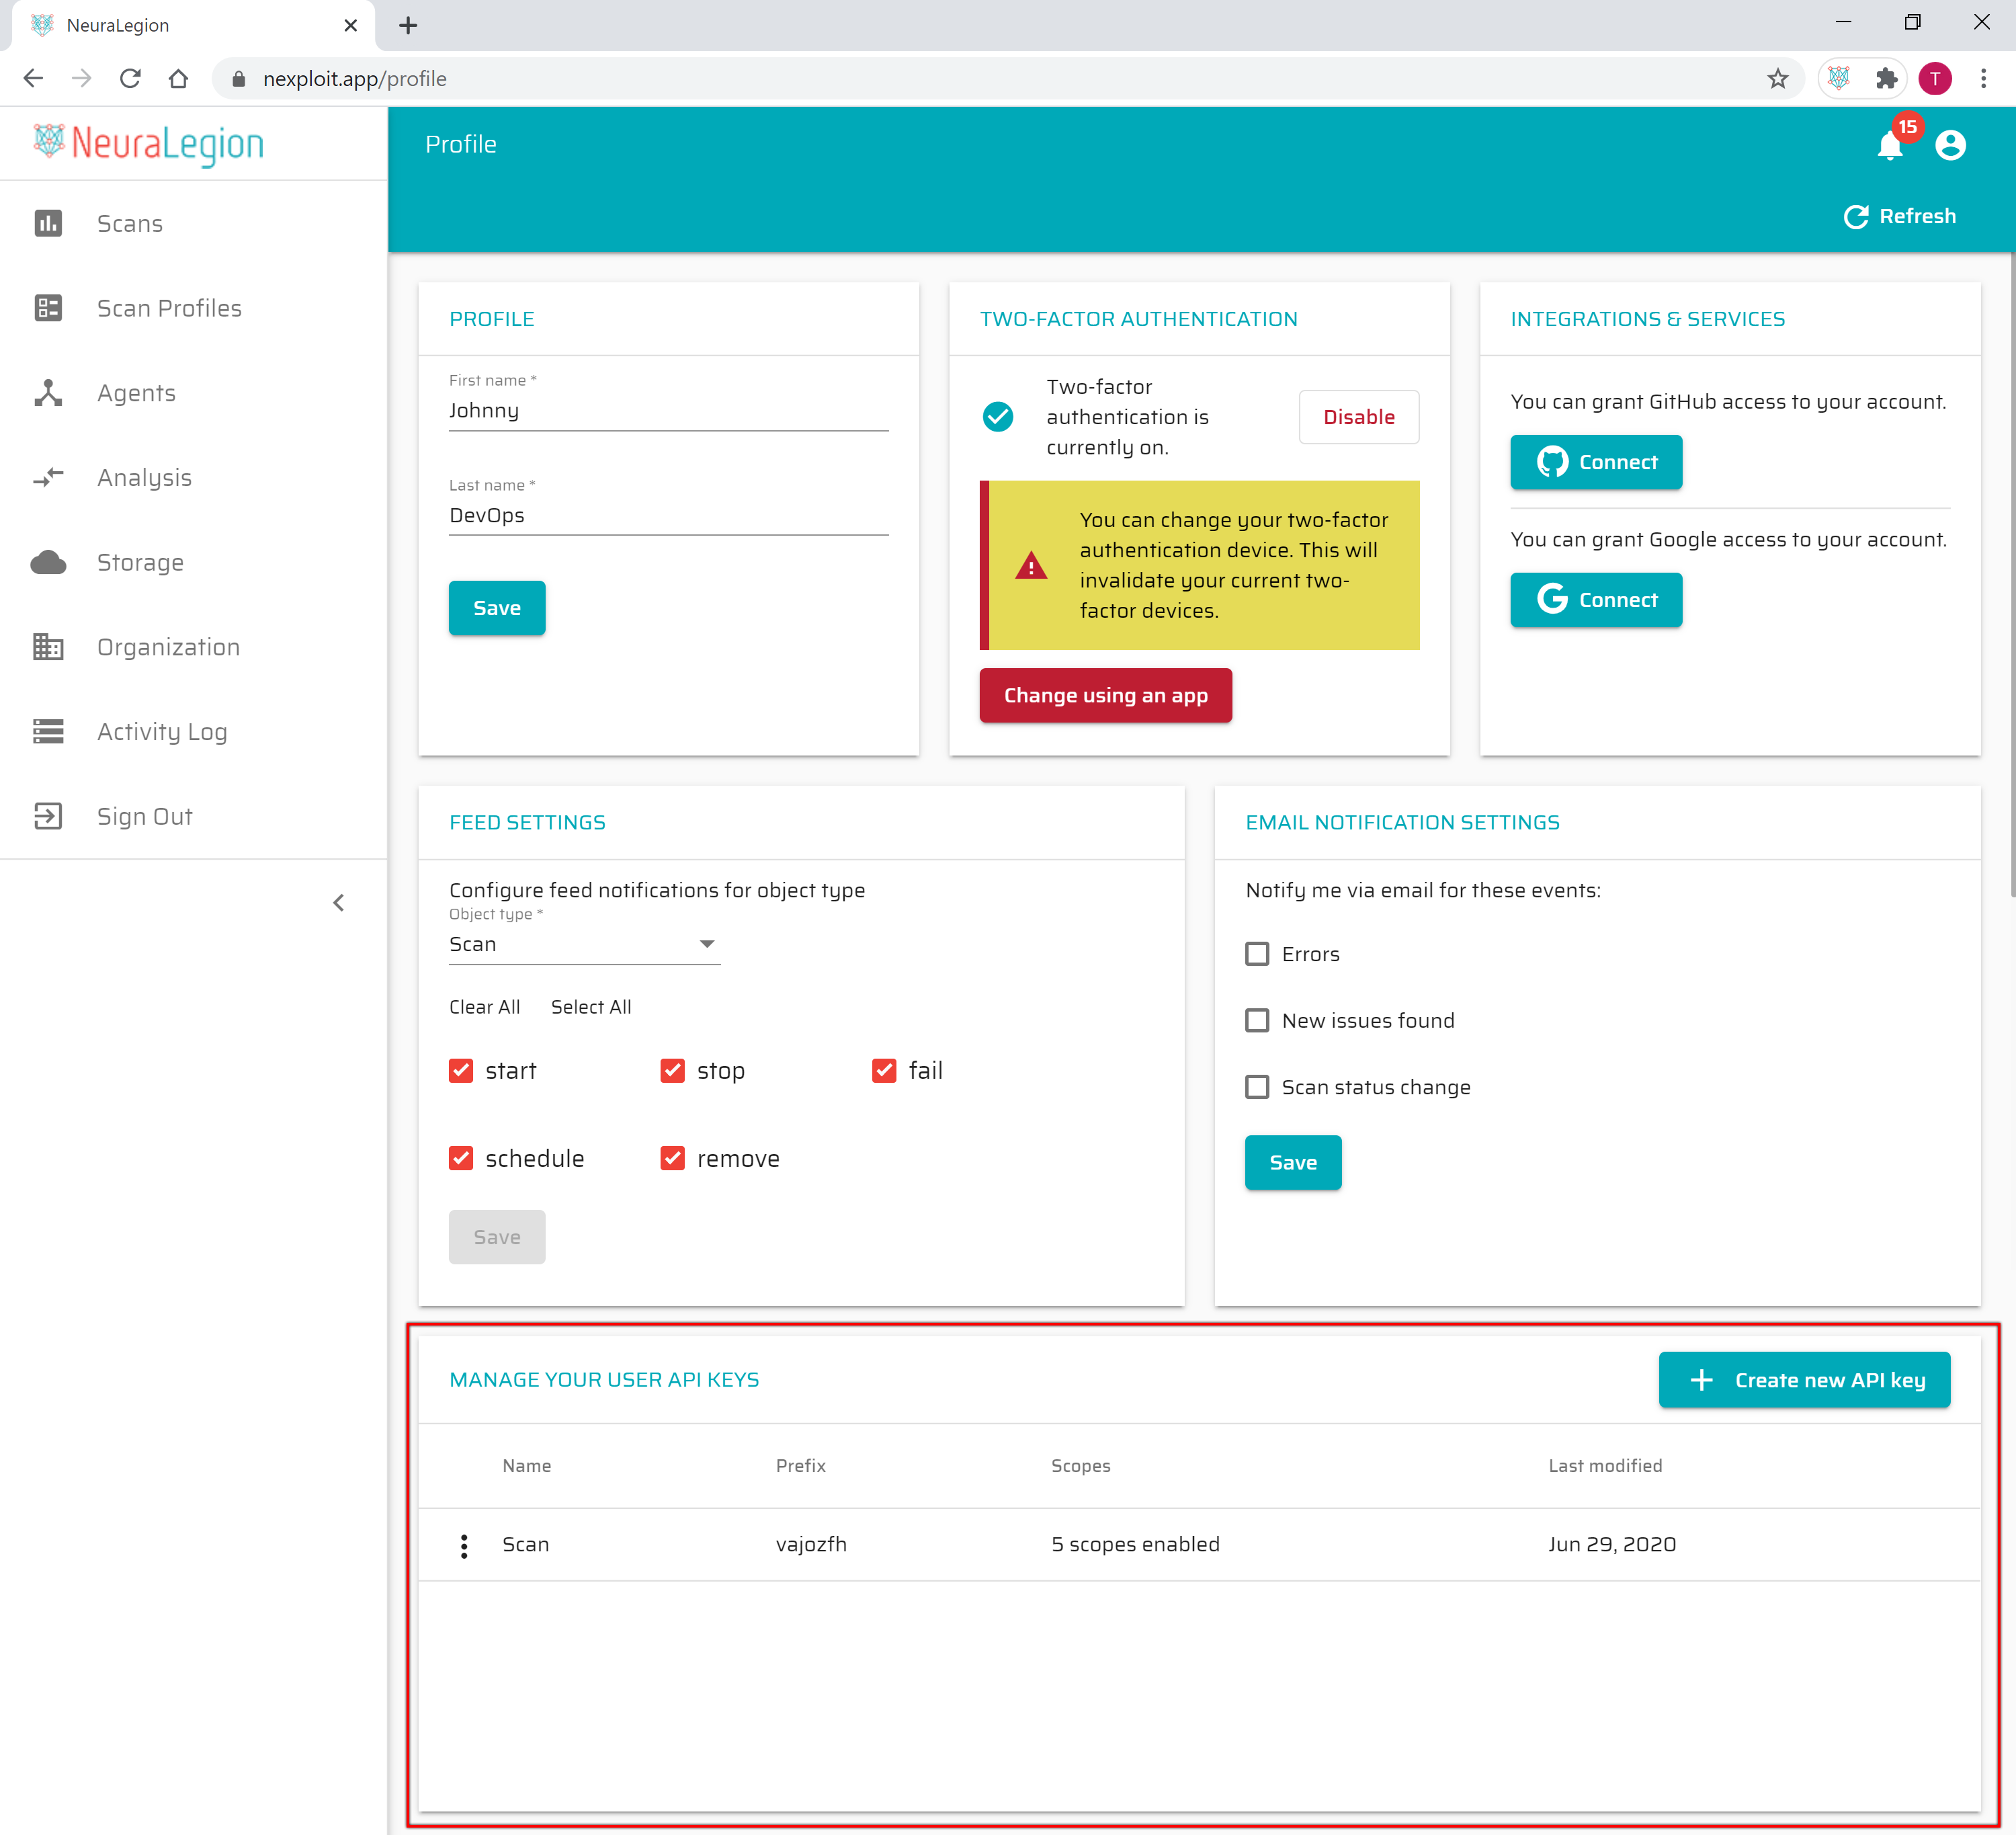 NeuraLegion
nexploit.app/profile
T
NeuraLegion
Profile
15
Refresh
Scans
Scan Profiles
Agents
Analysis
Storage
Organization
Activity Log
Sign Out
PROFILE
First name *
Johnny
Last name *
DevOps
Save
TWO-FACTOR AUTHENTICATION
Two-factor
authentication is
currently on.
Disable
You can change your two-factor
authentication device. This will
invalidate your current two-
factor devices.
Change using an app
INTEGRATIONS & SERVICES
You can grant GitHub access to your account.
Connect
You can grant Google access to your account.
G Connect
FEED SETTINGS
Configure feed notifications for object type
Object type *
Scan
Clear All Select All
start stop fail
schedule remove
Save
EMAIL NOTIFICATION SETTINGS
Notify me via email for these events:
Errors
New issues found
Scan status change
Save
MANAGE YOUR USER API KEYS
+ Create new API key
Name Prefix Scopes Last modified
Scan vajozfh 5 scopes enabled Jun 29, 2020